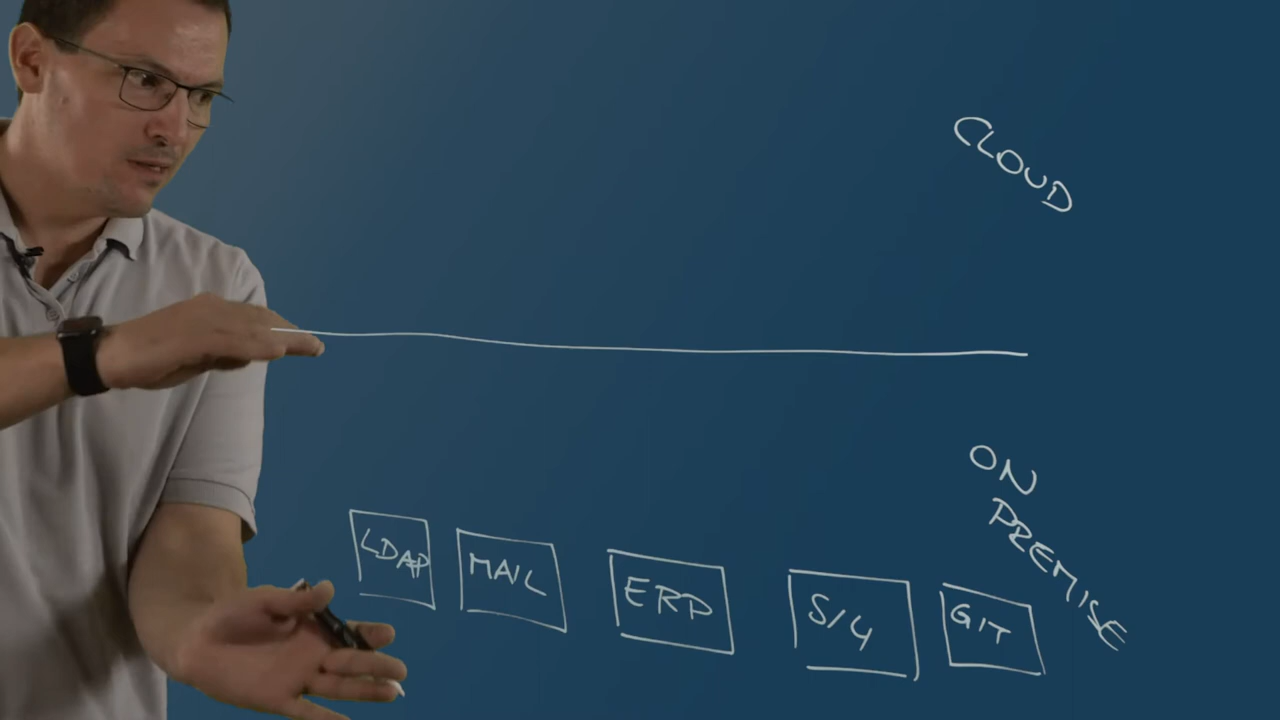 CLOUD
ON
PREMISE
LDAP
MAIL
ERP
S/4
GIT